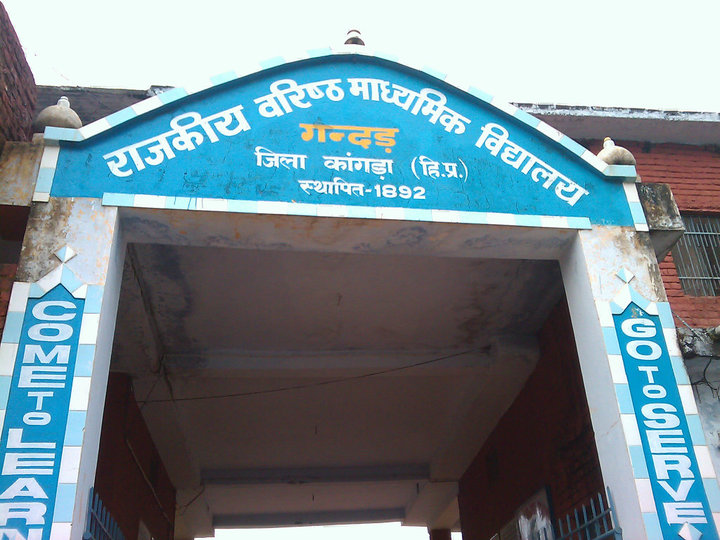 राजकीय वरिष्ठ माध्यमिक विद्यालय
गन्दड़
जिला कांगड़ा (हि.प्र.)
स्थापित-1892
COME TO LEARN
GO TO SERVE